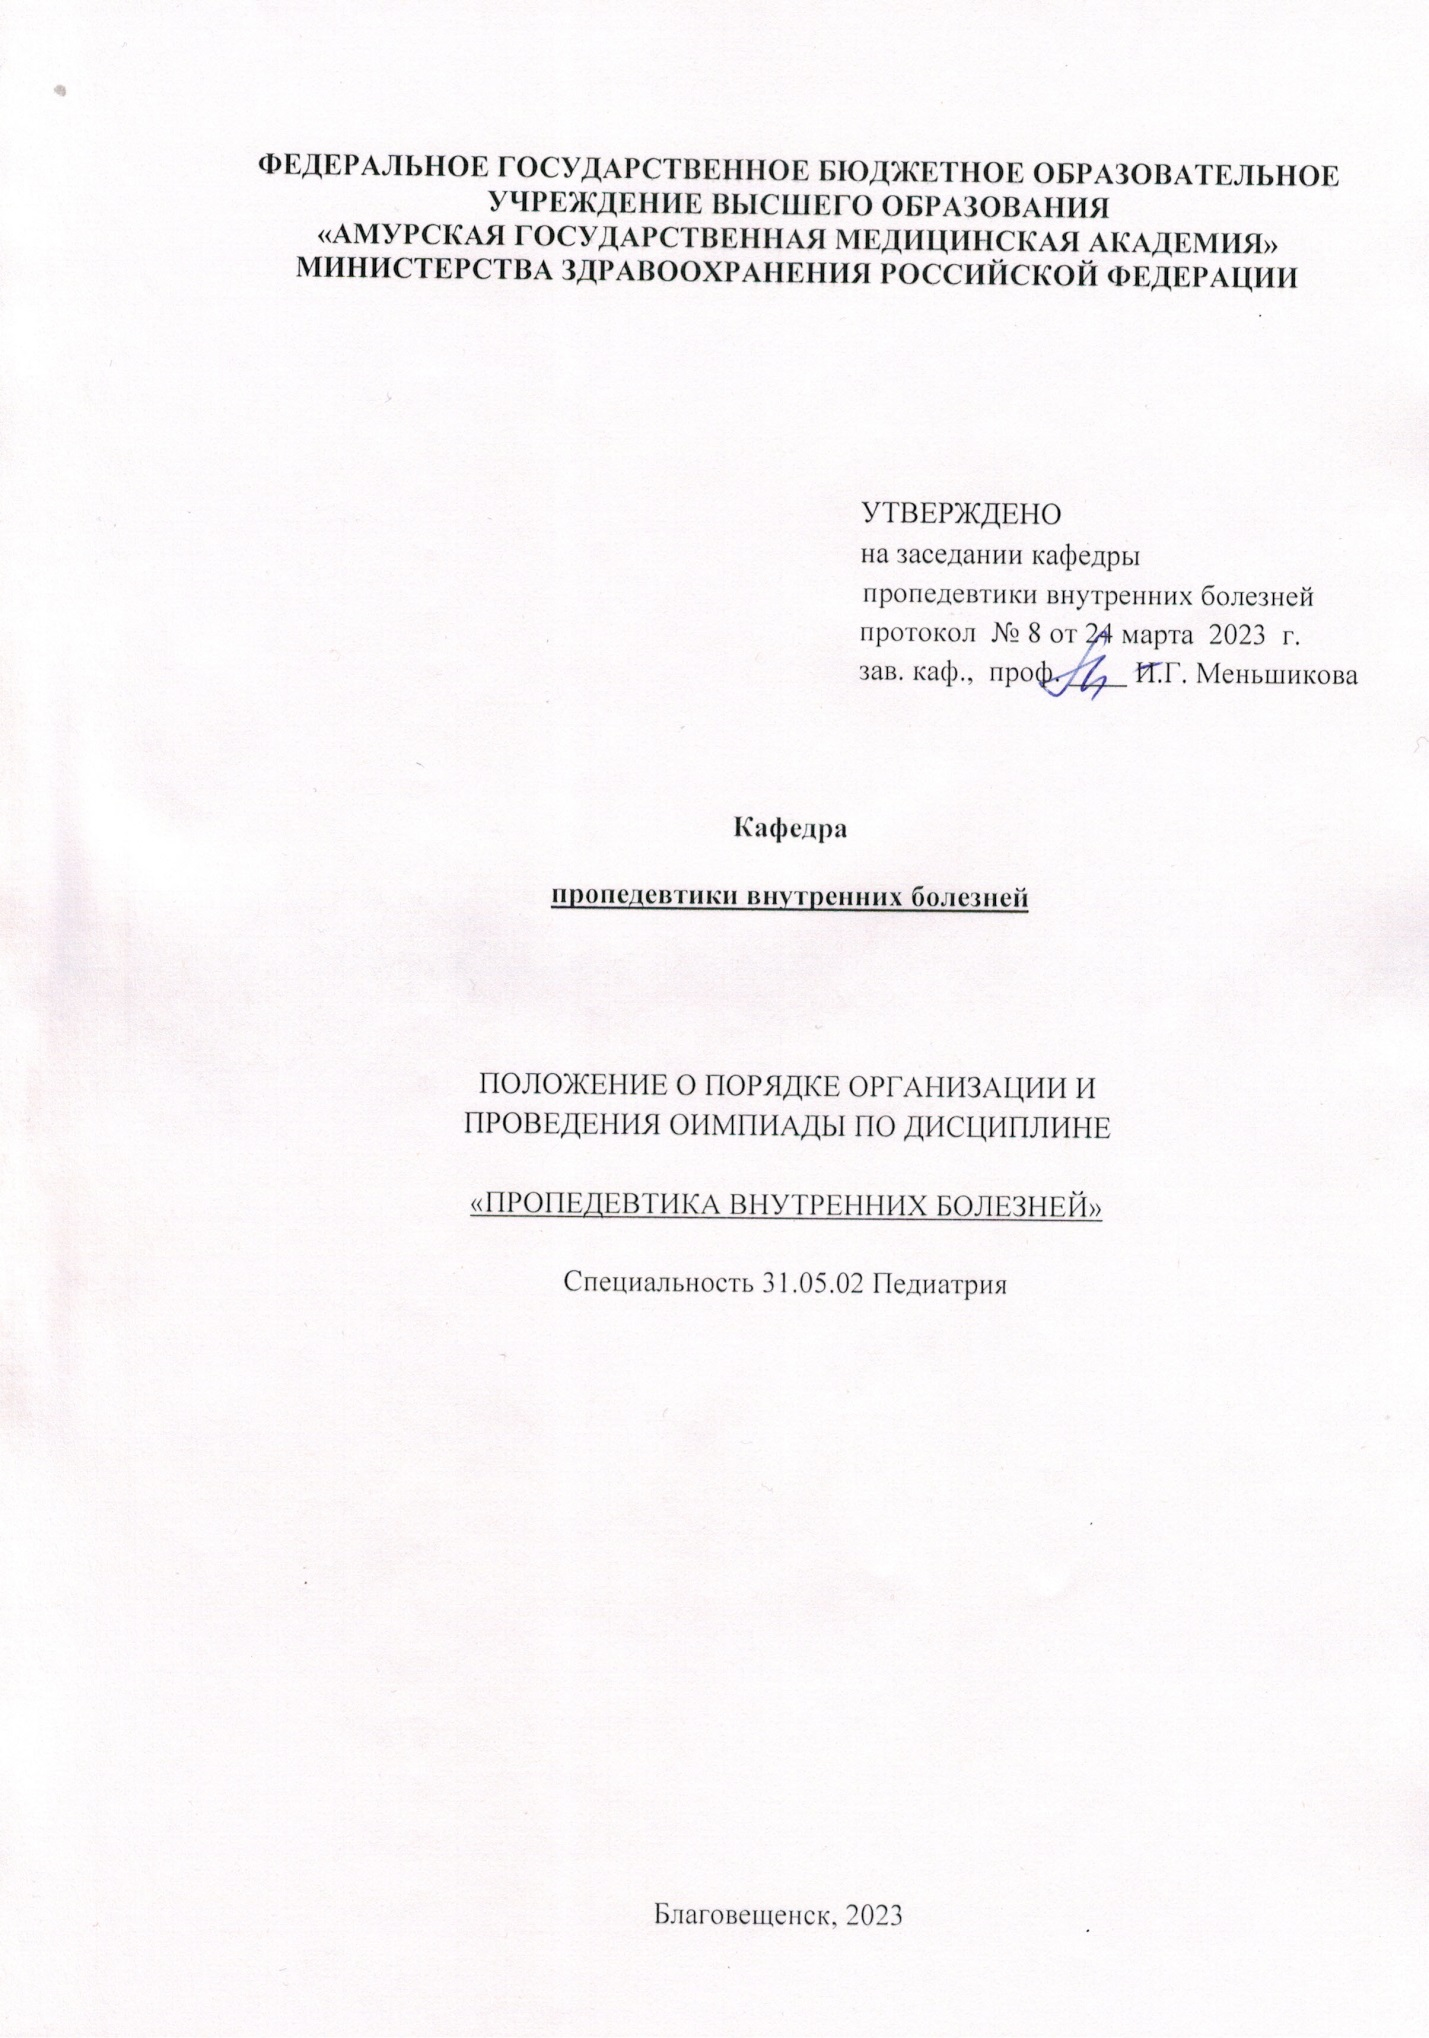 ФЕДЕРАЛЬНОЕ ГОСУДАРСТВЕННОЕ БЮДЖЕТНОЕ ОБРАЗОВАТЕЛЬНОЕ
УЧРЕЖДЕНИЕ ВЫСШЕГО ОБРАЗОВАНИЯ
«АМУРСКАЯ ГОСУДАРСТВЕННАЯ МЕДИЦИНСКАЯ АКАДЕМИЯ»
МИНИСТЕРСТВА ЗДРАВООХРАНЕНИЯ РОССИЙСКОЙ ФЕДЕРАЦИИ
УТВЕРЖДЕНО
на заседании кафедры
пропедевтики внутренних болезней
протокол № 8 от 24 марта 2023 г.
зав. каф., проф. ____ И.Г. Меньшикова
Кафедра
пропедевтики внутренних болезней
ПОЛОЖЕНИЕ О ПОРЯДКЕ ОРГАНИЗАЦИИ И
ПРОВЕДЕНИЯ ОИМПИАДЫ ПО ДИСЦИПЛИНЕ
«ПРОПЕДЕВТИКА ВНУТРЕННИХ БОЛЕЗНЕЙ»
Специальность 31.05.02 Педиатрия
Благовещенск, 2023